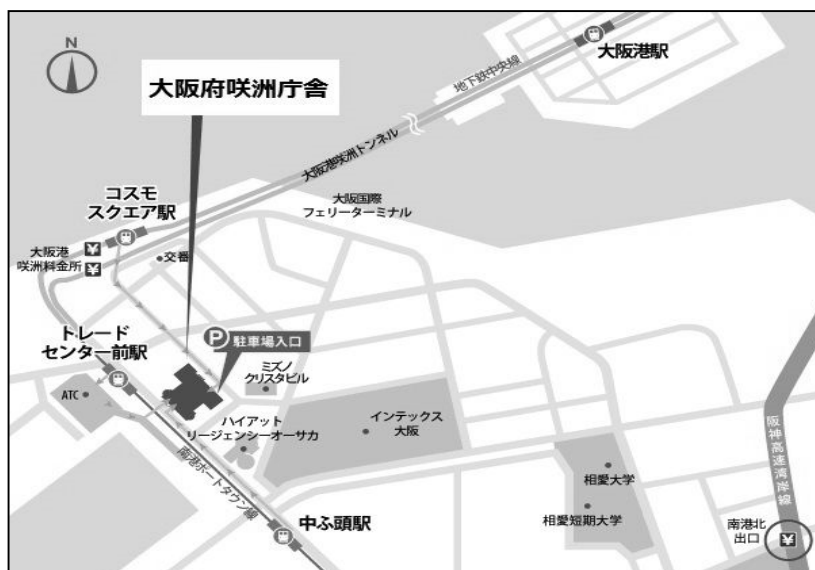 N
大阪港駅
地下鉄中央線
大阪府咲洲庁舎
大阪港咲洲トンネル
コスモ
スクエア駅
大阪国際
フェリーターミナル
大阪港
咲洲料金所
¥
¥
交番
トレード
センター前駅
P
駐車場入口
ミズノ
クリスタビル
ATC
ハイアット
リージェンシーオーサカ
インテックス
大阪
南港ポートタウン線
中ふ頭駅
相愛大学
相愛短期大学
阪神高速湾岸線
南港北
出口
¥